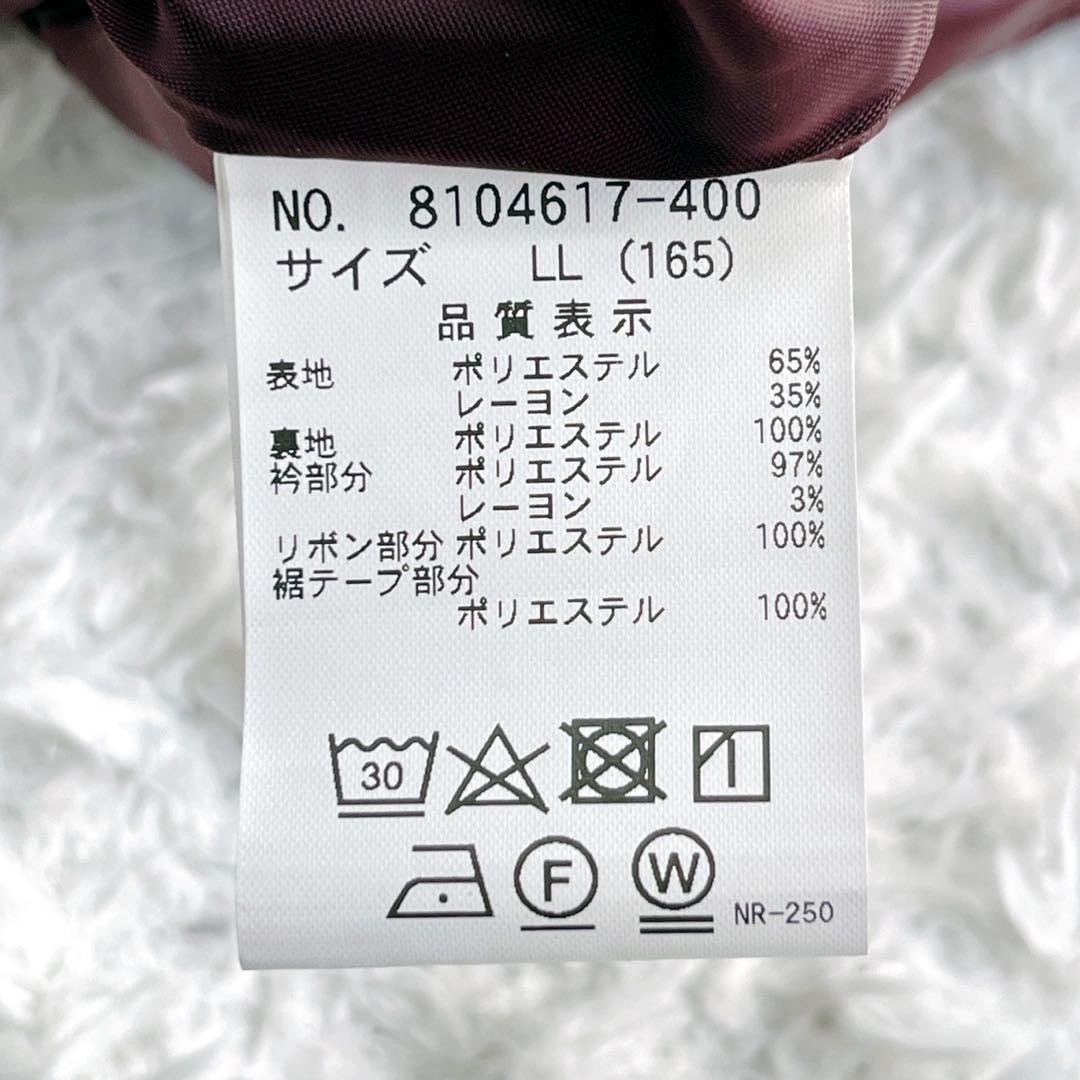 NO. 8104617-400
サイズ LL (165)
品質表示
表地 ポリエステル 65%
レーヨン 35%
裏地 ポリエステル 100%
衿部分 ポリエステル 97%
レーヨン 3%
リボン部分 ポリエステル 100%
裾テープ部分
ポリエステル 100%
30
F W NR-250